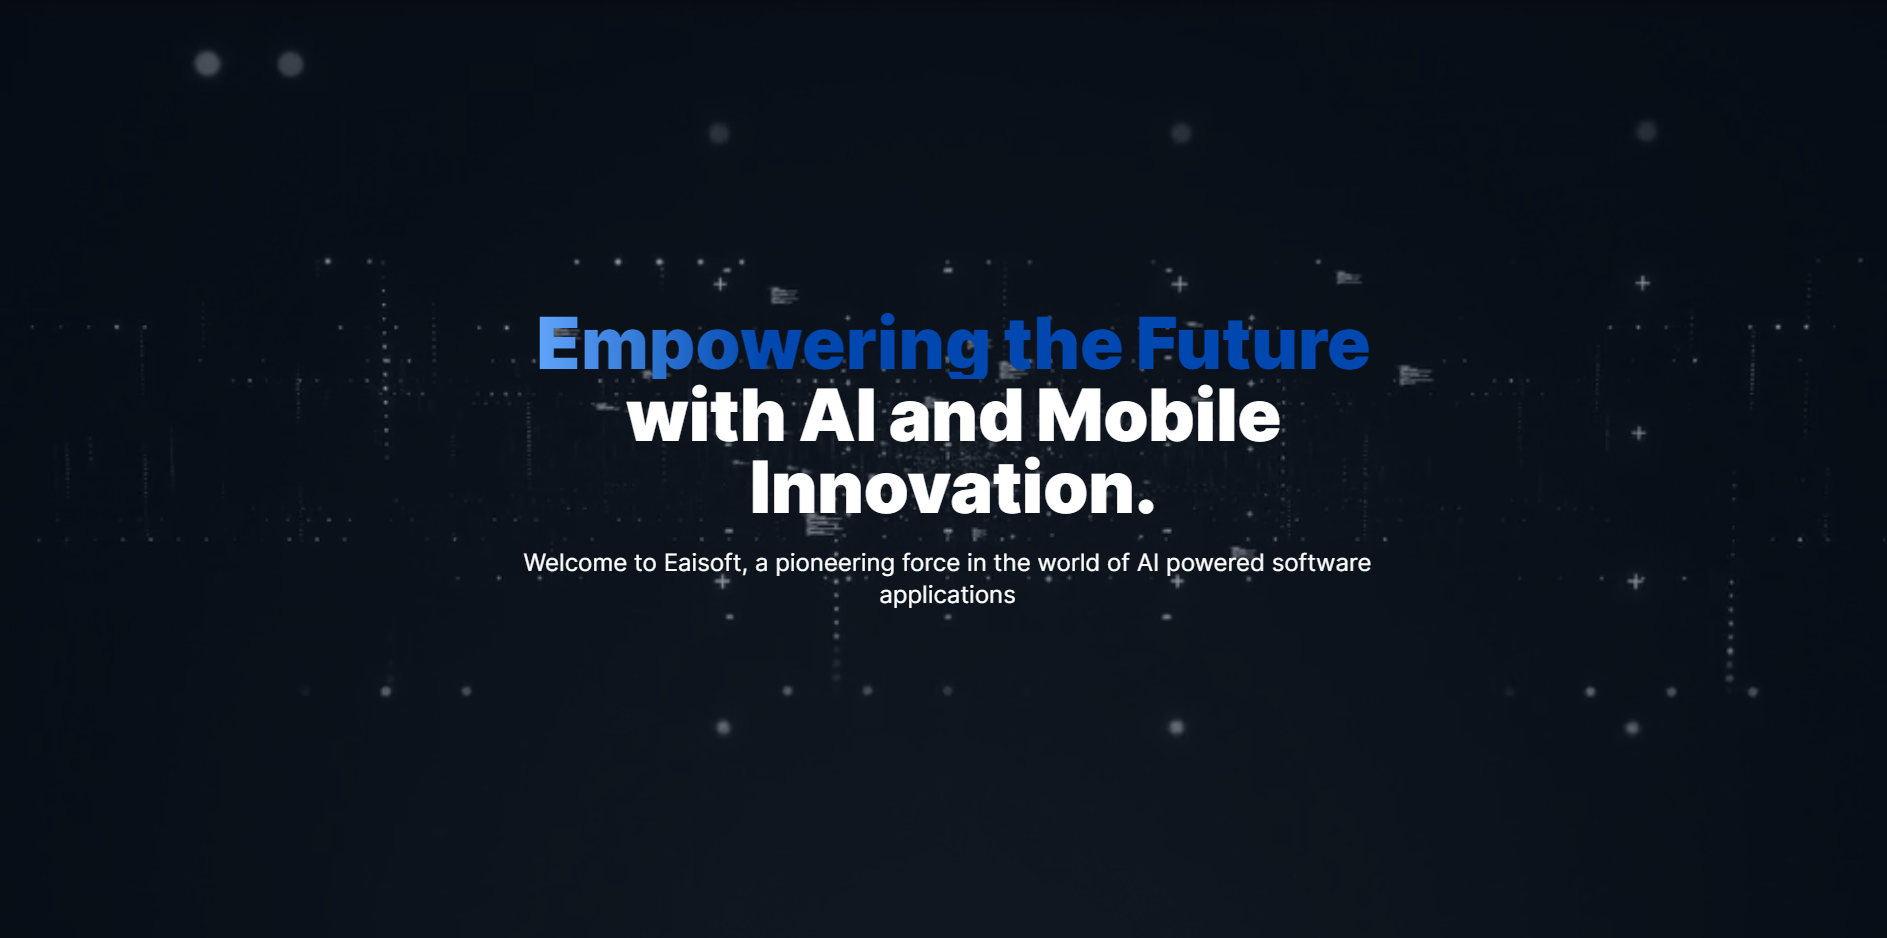 Empowering the Future
with AI and Mobile
Innovation.
Welcome to Eaisoft, a pioneering force in the world of AI powered software
applications